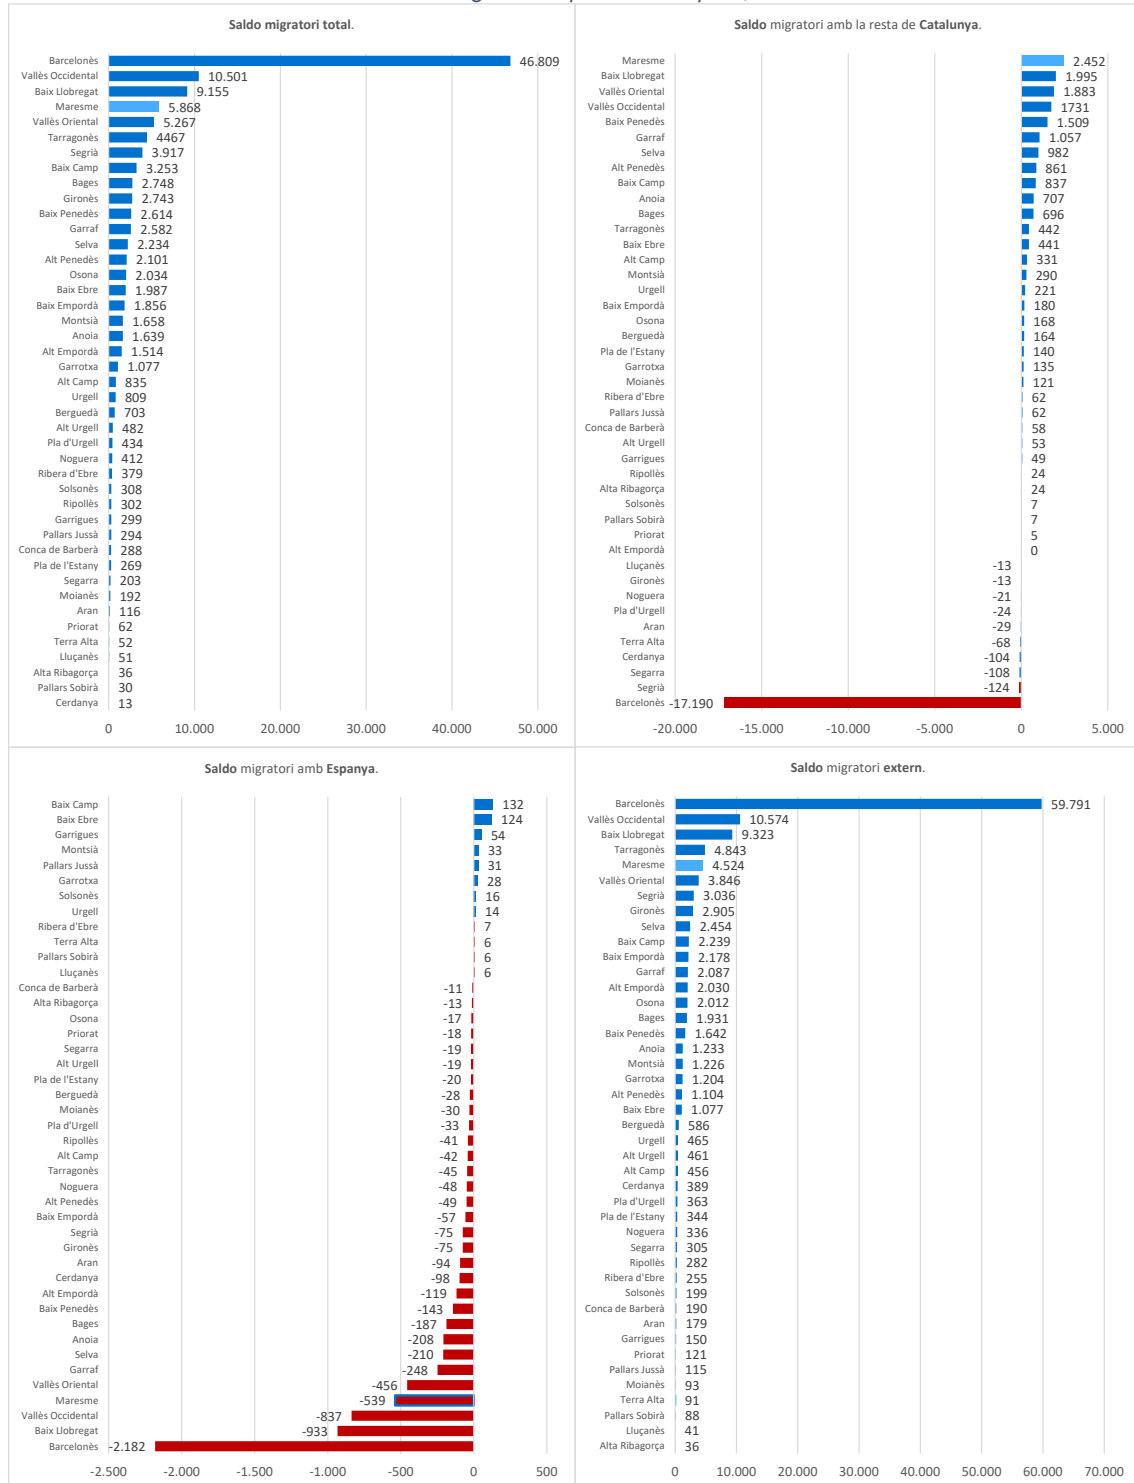 Saldo migratori total.
Barcelonès 46.809
Vallès Occidental 10.501
Baix Llobregat 9.155
Maresme 5.868
Vallès Oriental 5.267
Tarragonès 4467
Segrià 3.917
Baix Camp 3.253
Bages 2.748
Gironès 2.743
Baix Penedès 2.614
Garraf 2.582
Selva 2.234
Alt Penedès 2.101
Osona 2.034
Baix Ebre 1.987
Baix Empordà 1.856
Montsià 1.658
Anoia 1.639
Alt Empordà 1.514
Garrotxa 1.077
Alt Camp 835
Urgell 809
Berguedà 703
Alt Urgell 482
Pla d'Urgell 434
Noguera 412
Ribera d'Ebre 379
Solsonès 308
Ripollès 302
Garrigues 299
Pallars Jussà 294
Conca de Barberà 288
Pla de l'Estany 269
Segarra 203
Moianès 192
Aran 116
Priorat 62
Terra Alta 52
Lluçanès 51
Alta Ribagorça 36
Pallars Sobirà 30
Cerdanya 13
0 10.000 20.000 30.000 40.000 50.000
Saldo migratori amb la resta de Catalunya.
Maresme 2.452
Baix Llobregat 1.995
Vallès Oriental 1.883
Vallès Occidental 1731
Baix Penedès 1.509
Garraf 1.057
Selva 982
Alt Penedès 861
Baix Camp 837
Anoia 707
Bages 696
Tarragonès 442
Baix Ebre 441
Alt Camp 331
Montsià 290
Urgell 221
Baix Empordà 180
Osona 168
Berguedà 164
Pla de l'Estany 140
Garrotxa 135
Moianès 121
Ribera d'Ebre 62
Pallars Jussà 62
Conca de Barberà 58
Alt Urgell 53
Garrigues 49
Ripollès 24
Alta Ribagorça 24
Solsonès 7
Pallars Sobirà 7
Priorat 5
Alt Empordà 0
Lluçanès -13
Gironès -13
Noguera -21
Pla d'Urgell -24
Aran -29
Terra Alta -68
Cerdanya -104
Segarra -108
Segrià -124
Barcelonès -17.190
-20.000 -15.000 -10.000 -5.000 0 5.000
Saldo migratori amb Espanya.
Baix Camp 132
Baix Ebre 124
Garrigues 54
Montsià 33
Pallars Jussà 31
Garrotxa 28
Solsonès 16
Urgell 14
Ribera d'Ebre 7
Terra Alta 6
Pallars Sobirà 6
Lluçanès 6
Conca de Barberà -11
Alta Ribagorça -13
Osona -17
Priorat -18
Segarra -19
Alt Urgell -19
Pla de l'Estany -20
Berguedà -28
Moianès -30
Pla d'Urgell -33
Ripollès -41
Alt Camp -42
Tarragonès -45
Noguera -48
Alt Penedès -49
Baix Empordà -57
Segrià -75
Gironès -75
Aran -94
Cerdanya -98
Alt Empordà -119
Baix Penedès -143
Bages -187
Anoia -208
Selva -210
Garraf -248
Vallès Oriental -456
Maresme -539
Vallès Occidental -837
Baix Llobregat -933
Barcelonès -2.182
-2.500 -2.000 -1.500 -1.000 -500 0 500
Saldo migratori extern.
Barcelonès 59.791
Vallès Occidental 10.574
Baix Llobregat 9.323
Tarragonès 4.843
Maresme 4.524
Vallès Oriental 3.846
Segrià 3.036
Gironès 2.905
Selva 2.454
Baix Camp 2.239
Baix Empordà 2.178
Garraf 2.087
Alt Empordà 2.030
Osona 2.012
Bages 1.931
Baix Penedès 1.642
Anoia 1.233
Montsià 1.226
Garrotxa 1.204
Alt Penedès 1.104
Baix Ebre 1.077
Berguedà 586
Urgell 465
Alt Urgell 461
Alt Camp 456
Cerdanya 389
Pla d'Urgell 363
Pla de l'Estany 344
Noguera 336
Segarra 305
Ripollès 282
Ribera d'Ebre 255
Solsonès 199
Conca de Barberà 190
Aran 179
Garrigues 150
Priorat 121
Pallars Jussà 115
Moianès 93
Terra Alta 91
Pallars Sobirà 88
Lluçanès 41
Alta Ribagorça 36
0 10.000 20.000 30.000 40.000 50.000 60.000 70.000